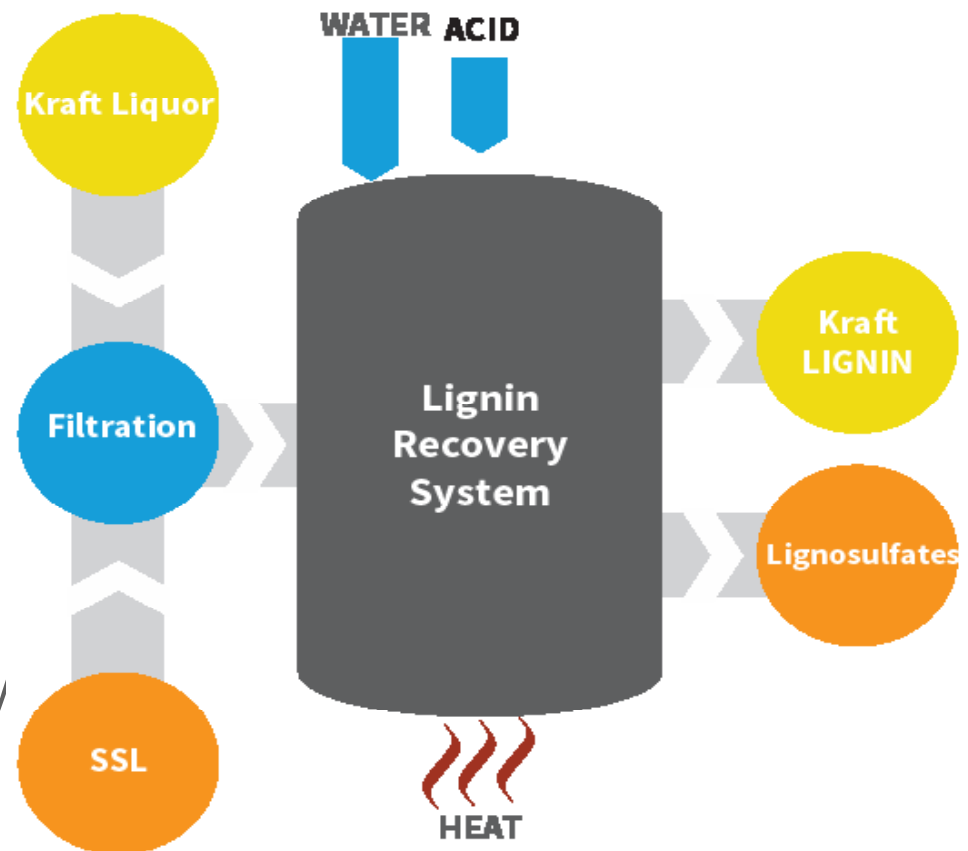 WATER
ACID
Kraft Liquor
Filtration
SSL
Lignin
Recovery
System
Kraft
LIGNIN
Lignosulfates
HEAT